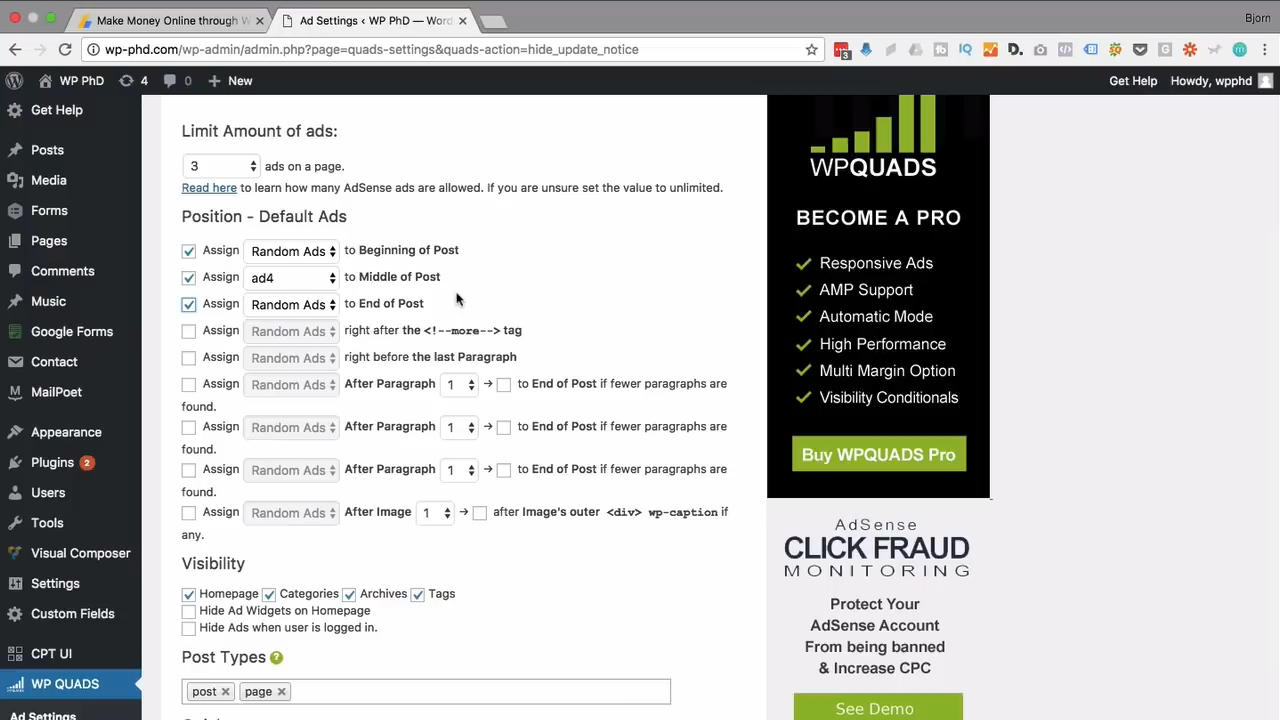 Make Money Online through W
Ad Settings ‹ WP PhD — Word
Bjorn
wp-phd.com/wp-admin/admin.php?page=quads-settings&quads-action=hide_update_notice
3
WP PhD
4
0
New
Get Help
Howdy, wpphd
Get Help
Posts
Media
Forms
Pages
Comments
Music
Google Forms
Contact
MailPoet
Appearance
Plugins 2
Users
Tools
Visual Composer
Settings
Custom Fields
CPT UI
WP QUADS
Ad Settings
Limit Amount of ads:
3 ads on a page.
Read here to learn how many AdSense ads are allowed. If you are unsure set the value to unlimited.
Position - Default Ads
Assign Random Ads to Beginning of Post
Assign ad4 to Middle of Post
Assign Random Ads to End of Post
Assign Random Ads right after the <!--more--> tag
Assign Random Ads right before the last Paragraph
Assign Random Ads After Paragraph 1 → to End of Post if fewer paragraphs are
found.
Assign Random Ads After Paragraph 1 → to End of Post if fewer paragraphs are
found.
Assign Random Ads After Paragraph 1 → to End of Post if fewer paragraphs are
found.
Assign Random Ads After Image 1 → after Image's outer <div> wp-caption if
any.
Visibility
Homepage Categories Archives Tags
Hide Ad Widgets on Homepage
Hide Ads when user is logged in.
Post Types ?
post × page ×
WPQUADS
BECOME A PRO
Responsive Ads
AMP Support
Automatic Mode
High Performance
Multi Margin Option
Visibility Conditionals
Buy WPQUADS Pro
AdSense
CLICK FRAUD
MONITORING
Protect Your
AdSense Account
From being banned
& Increase CPC
See Demo